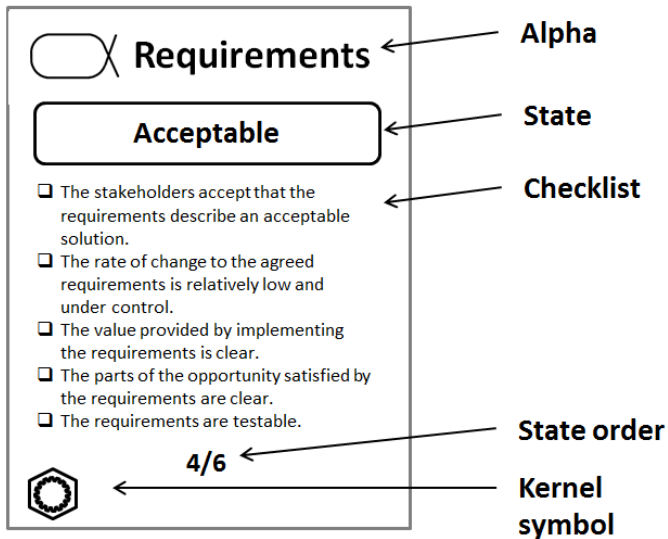 Requirements
Alpha
Acceptable
State
The stakeholders accept that the
requirements describe an acceptable
solution.
Checklist
The rate of change to the agreed
requirements is relatively low and
under control.
The value provided by implementing
the requirements is clear.
The parts of the opportunity satisfied by
the requirements are clear.
The requirements are testable.
4/6
State order
Kernel
symbol